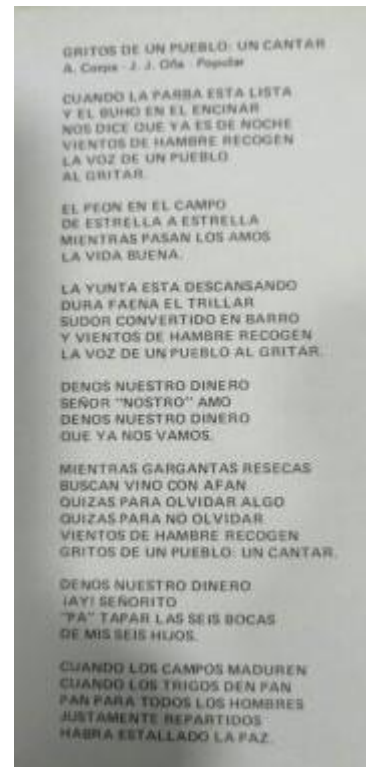 GRITOS DE UN PUEBLO: UN CANTAR
A. Corpa - J. J. Oña - Popular
CUANDO LA PARBA ESTA LISTA
Y EL BUHO EN EL ENCINAR
NOS DICE QUE YA ES DE NOCHE
VIENTOS DE HAMBRE RECOGEN
LA VOZ DE UN PUEBLO
AL GRITAR.
EL PEON EN EL CAMPO
DE ESTRELLA A ESTRELLA
MIENTRAS PASAN LOS AMOS
LA VIDA BUENA.
LA YUNTA ESTA DESCANSANDO
DURA FAENA EL TRILLAR
SUDOR CONVERTIDO EN BARRO
Y VIENTOS DE HAMBRE RECOGEN
LA VOZ DE UN PUEBLO AL GRITAR.
DENOS NUESTRO DINERO
SEÑOR "NOSTRO" AMO
DENOS NUESTRO DINERO
QUE YA NOS VAMOS.
MIENTRAS GARGANTAS RESECAS
BUSCAN VINO CON AFAN
QUIZAS PARA OLVIDAR ALGO
QUIZAS PARA NO OLVIDAR
VIENTOS DE HAMBRE RECOGEN
GRITOS DE UN PUEBLO: UN CANTAR.
DENOS NUESTRO DINERO
¡AY! SEÑORITO
"PA" TAPAR LAS SEIS BOCAS
DE MIS SEIS HIJOS.
CUANDO LOS CAMPOS MADUREN
CUANDO LOS TRIGOS DEN PAN
PAN PARA TODOS LOS HOMBRES
JUSTAMENTE REPARTIDOS
HABRA ESTALLADO LA PAZ.